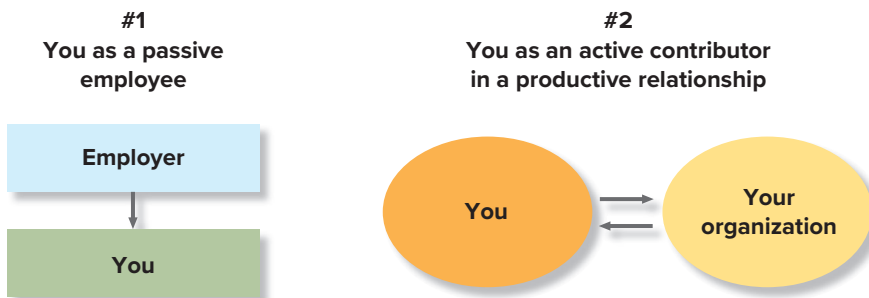 #1
You as a passive
employee
Employer
You
#2
You as an active contributor
in a productive relationship
You
Your
organization